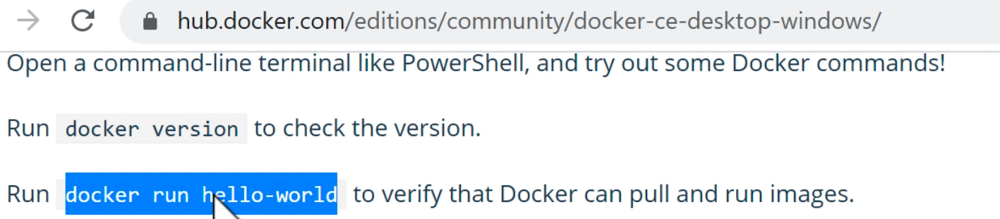 hub.docker.com/editions/community/docker-ce-desktop-windows/
Open a command-line terminal like PowerShell, and try out some Docker commands!
Run docker version to check the version.
Run docker run hello-world to verify that Docker can pull and run images.